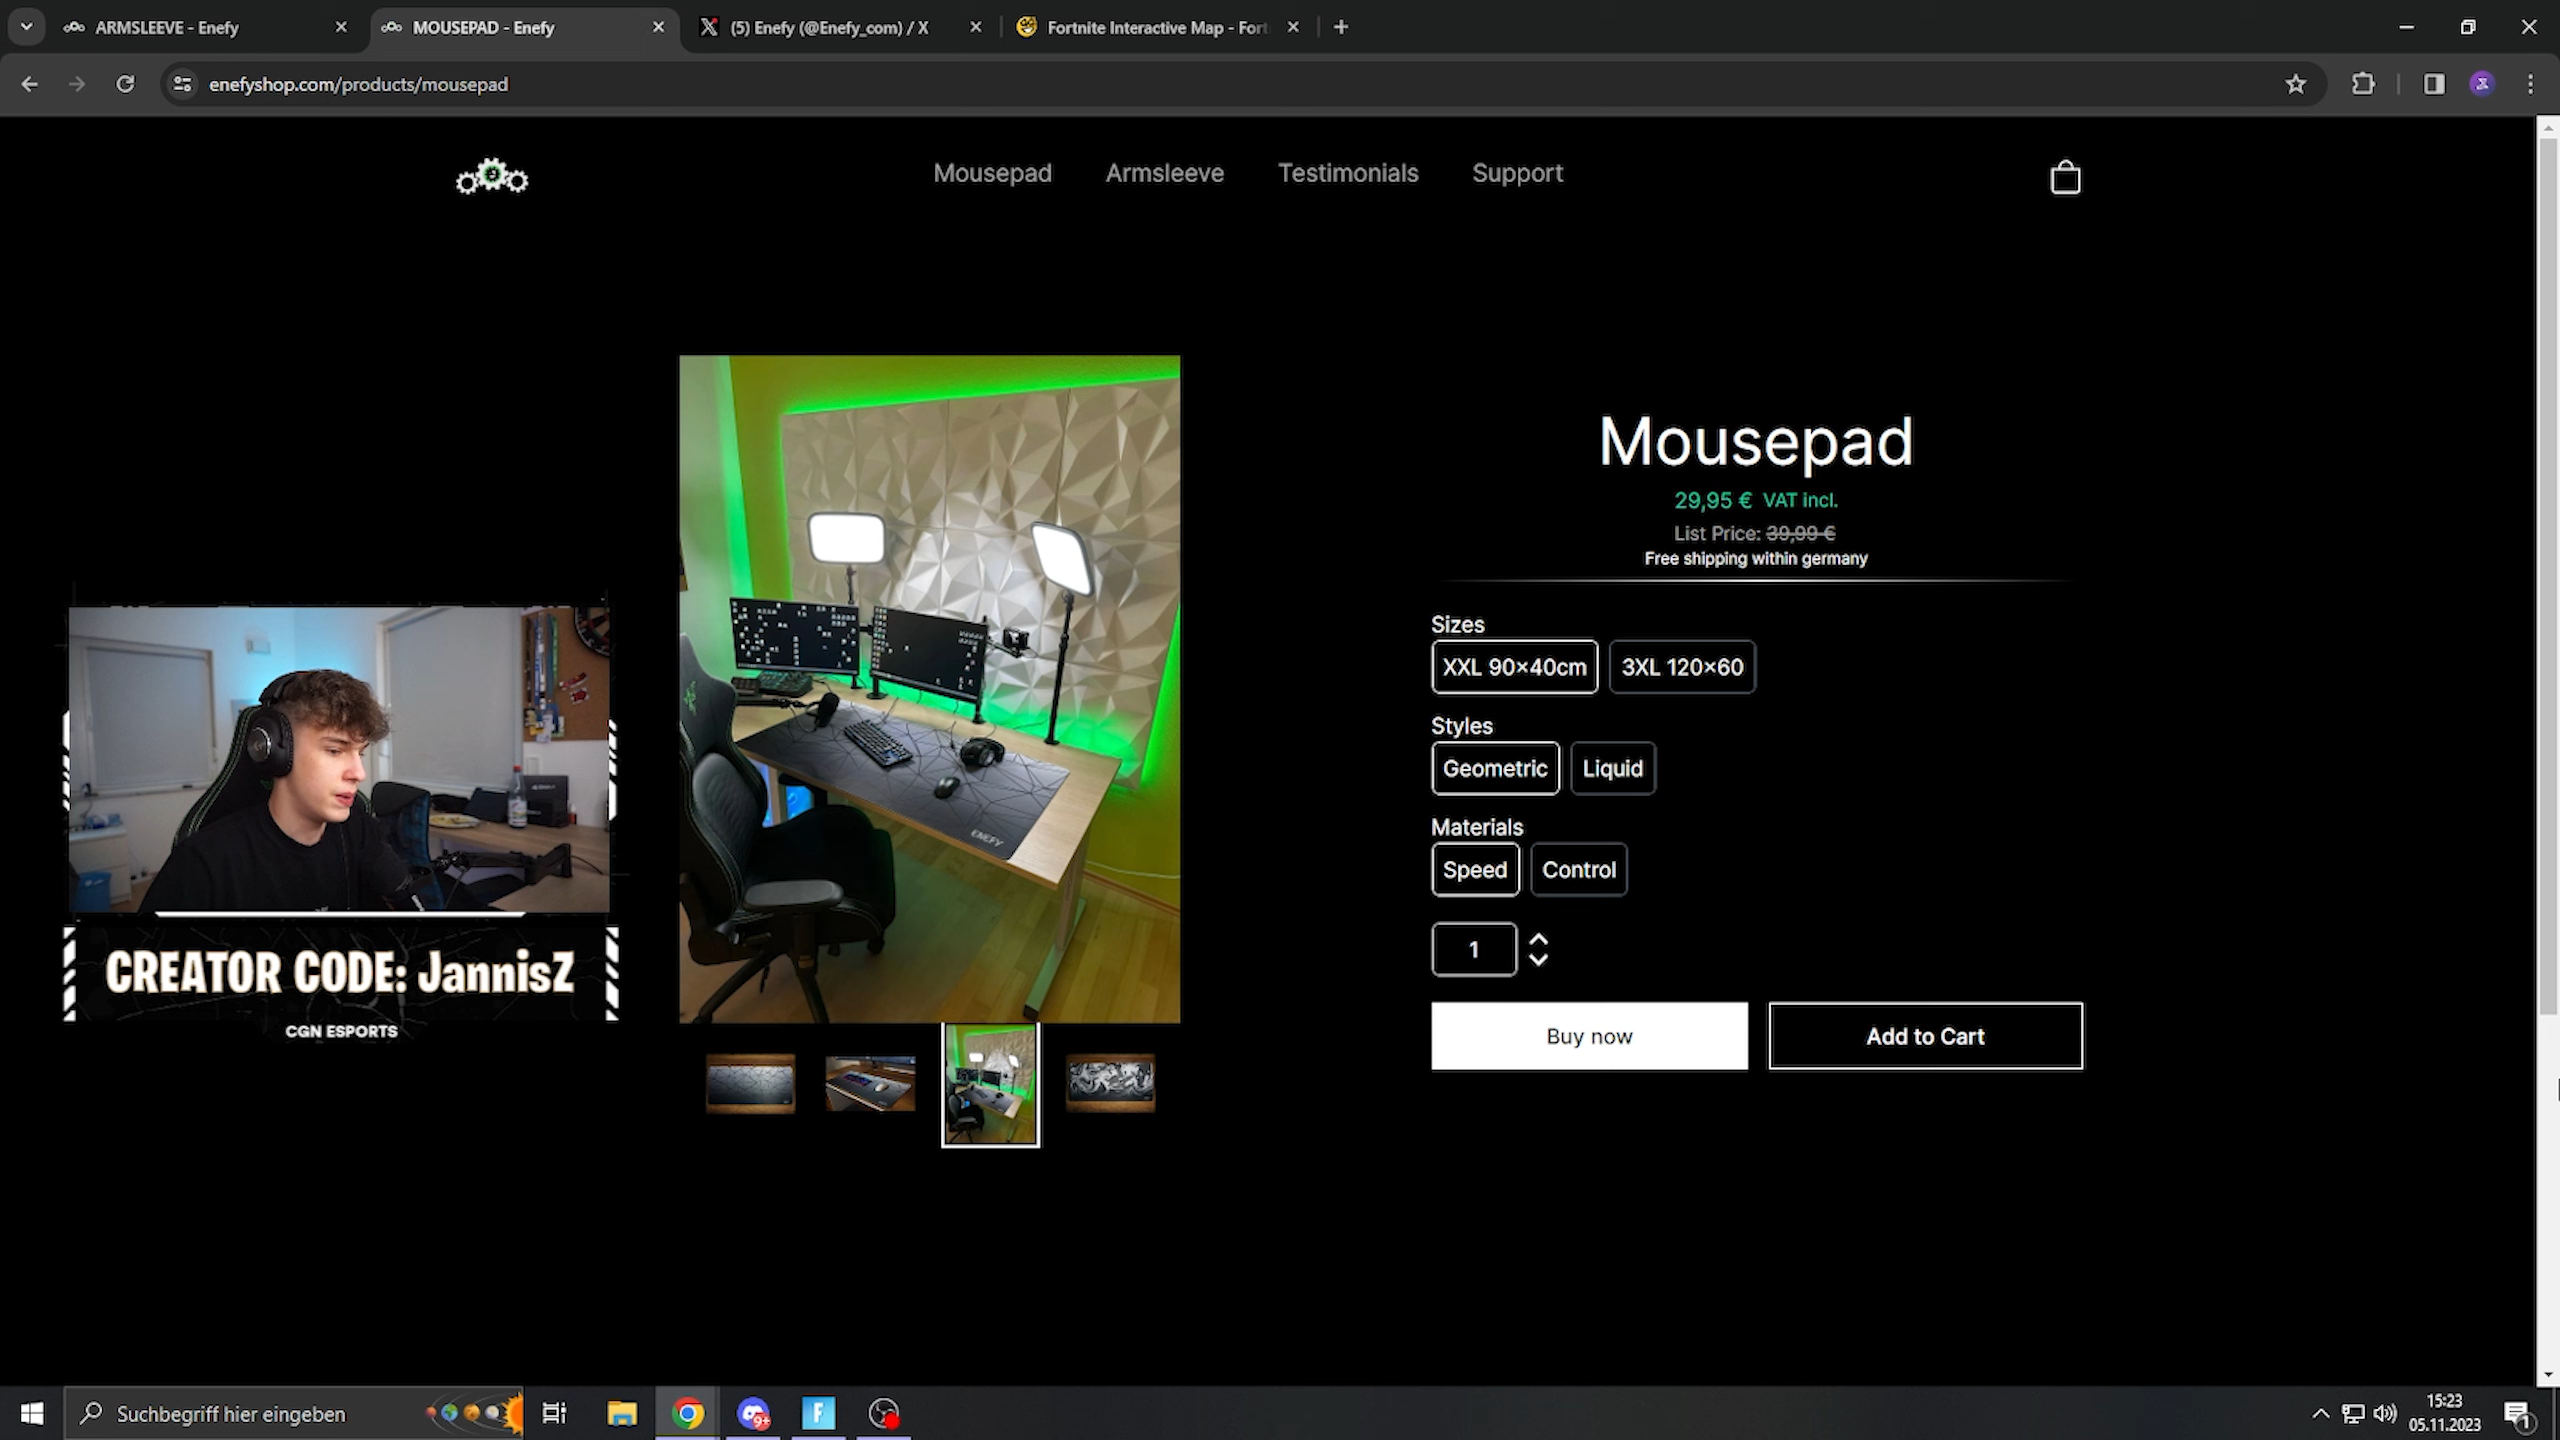 ARMSLEEVE - Enefy
MOUSEPAD - Enefy
(5) Enefy (@Enefy_com) / X
Fortnite Interactive Map - Fort
enefyshop.com/products/mousepad
Mousepad
Armsleeve
Testimonials
Support
Mousepad
29,95 € VAT incl.
List Price: 39,99 €
Free shipping within germany
Sizes
XXL 90×40cm
3XL 120×60
Styles
Geometric
Liquid
Materials
Speed
Control
1
Buy now
Add to Cart
ENEFY
CREATOR CODE: JannisZ
CGN ESPORTS
Suchbegriff hier eingeben
9+
F
15:23
05.11.2023
1